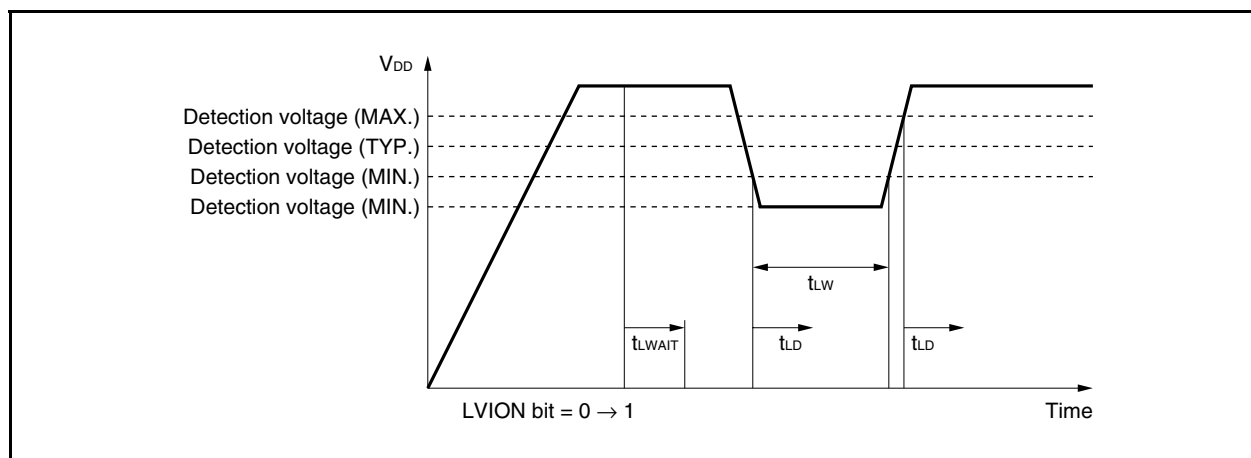 VDD
Detection voltage (MAX.)
Detection voltage (TYP.)
Detection voltage (MIN.)
Detection voltage (MIN.)
tLW
tLWAIT
tLD
tLD
LVION bit = 0 → 1
Time